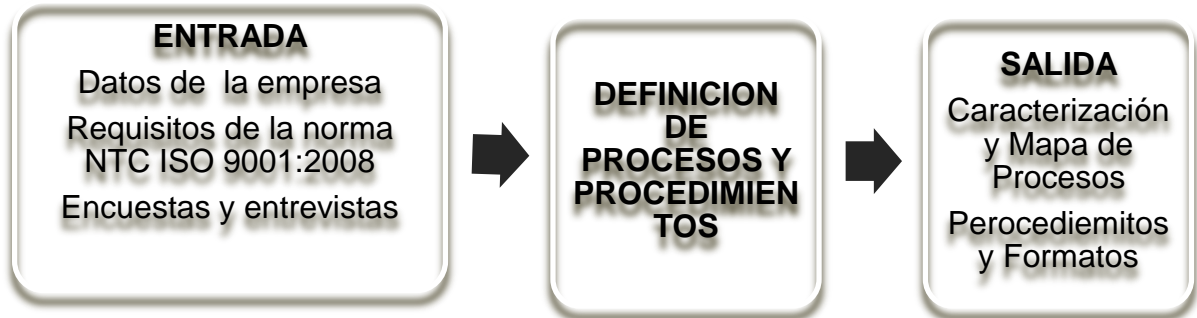 ENTRADA
Datos de la empresa
Requisitos de la norma
NTC ISO 9001:2008
Encuestas y entrevistas
DEFINICION
DE
PROCESOS Y
PROCEDIMIEN
TOS
SALIDA
Caracterización
y Mapa de
Procesos
Perocediemitos
y Formatos